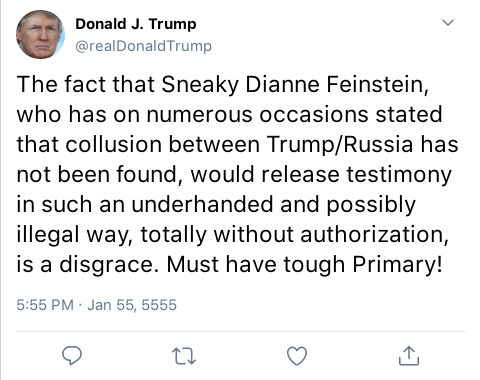 Donald J. Trump
@realDonaldTrump
The fact that Sneaky Dianne Feinstein,
who has on numerous occasions stated
that collusion between Trump/Russia has
not been found, would release testimony
in such an underhanded and possibly
illegal way, totally without authorization,
is a disgrace. Must have tough Primary!
5:55 PM · Jan 55, 5555